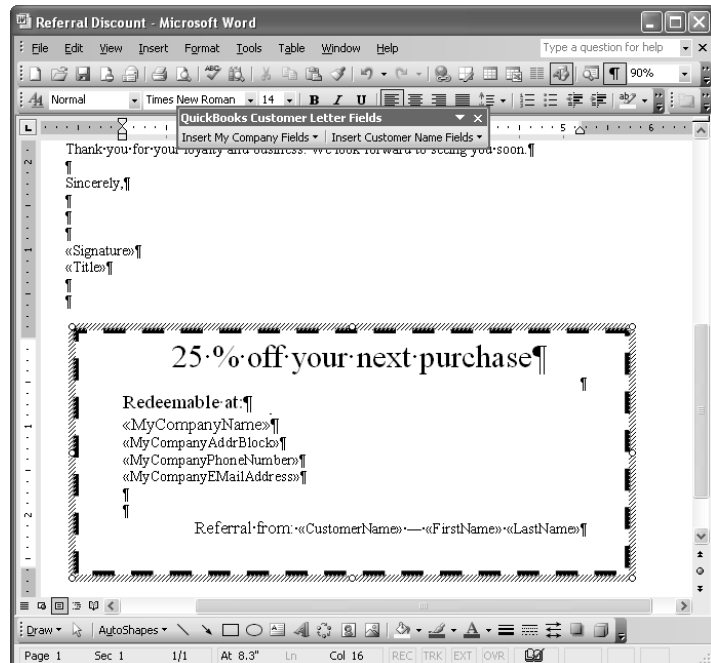 Referral Discount - Microsoft Word
File Edit View Insert Format Tools Table Window Help Type a question for help
90%
Normal Times New Roman 14 B I U
QuickBooks Customer Letter Fields
Insert My Company Fields Insert Customer Name Fields
5 6
Thank·you·for·your·loyalty·and·business.·We·look·forward·to·seeing·you·soon.¶
¶
Sincerely,¶
¶
¶
¶
«Signature»¶
«Title»¶
¶
¶
25·%·off·your·next·purchase¶
¶
Redeemable·at:¶
«MyCompanyName»¶
«MyCompanyAddrBlock»¶
«MyCompanyPhoneNumber»¶
«MyCompanyEMailAddress»¶
¶
¶
Referral·from:·«CustomerName»·—·«FirstName»·«LastName»¶
Draw AutoShapes
Page 1 Sec 1 1/1 At 8.3" Ln Col 16 REC TRK EXT OVR